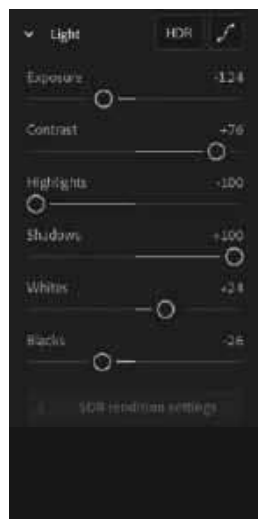 Light HDR
Exposure -1.24
Contrast +76
Highlights -100
Shadows +100
Whites +24
Blacks -26
SDR rendition settings